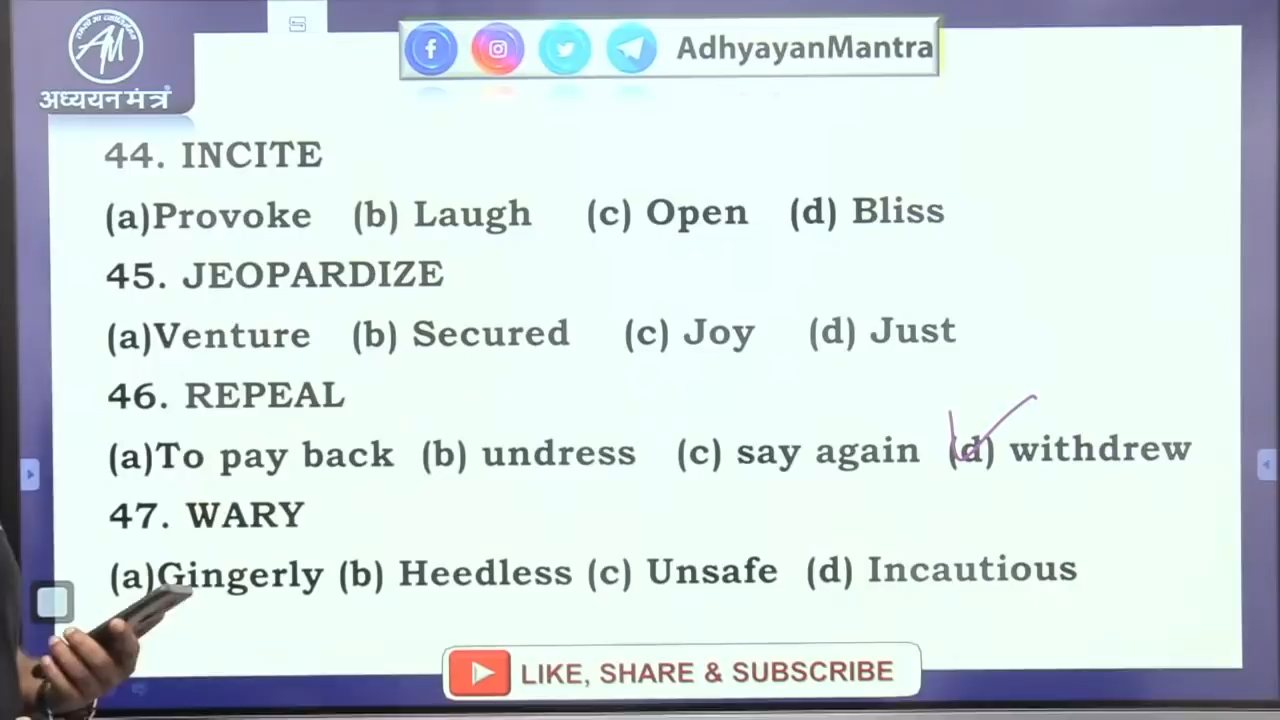 AdhyayanMantra
AM
अध्ययन मंत्रं
44. INCITE
(a)Provoke (b) Laugh (c) Open (d) Bliss
45. JEOPARDIZE
(a)Venture (b) Secured (c) Joy (d) Just
46. REPEAL
(a)To pay back (b) undress (c) say again (d) withdrew
47. WARY
(a)Gingerly (b) Heedless (c) Unsafe (d) Incautious
LIKE, SHARE & SUBSCRIBE